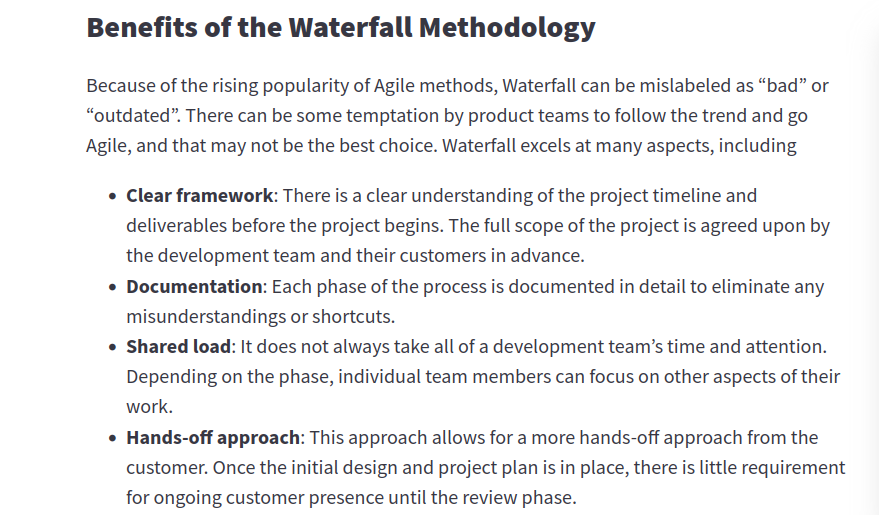 Benefits of the Waterfall Methodology
Because of the rising popularity of Agile methods, Waterfall can be mislabeled as “bad” or
“outdated”. There can be some temptation by product teams to follow the trend and go
Agile, and that may not be the best choice. Waterfall excels at many aspects, including
• Clear framework: There is a clear understanding of the project timeline and
deliverables before the project begins. The full scope of the project is agreed upon by
the development team and their customers in advance.
• Documentation: Each phase of the process is documented in detail to eliminate any
misunderstandings or shortcuts.
• Shared load: It does not always take all of a development team’s time and attention.
Depending on the phase, individual team members can focus on other aspects of their
work.
• Hands-off approach: This approach allows for a more hands-off approach from the
customer. Once the initial design and project plan is in place, there is little requirement
for ongoing customer presence until the review phase.